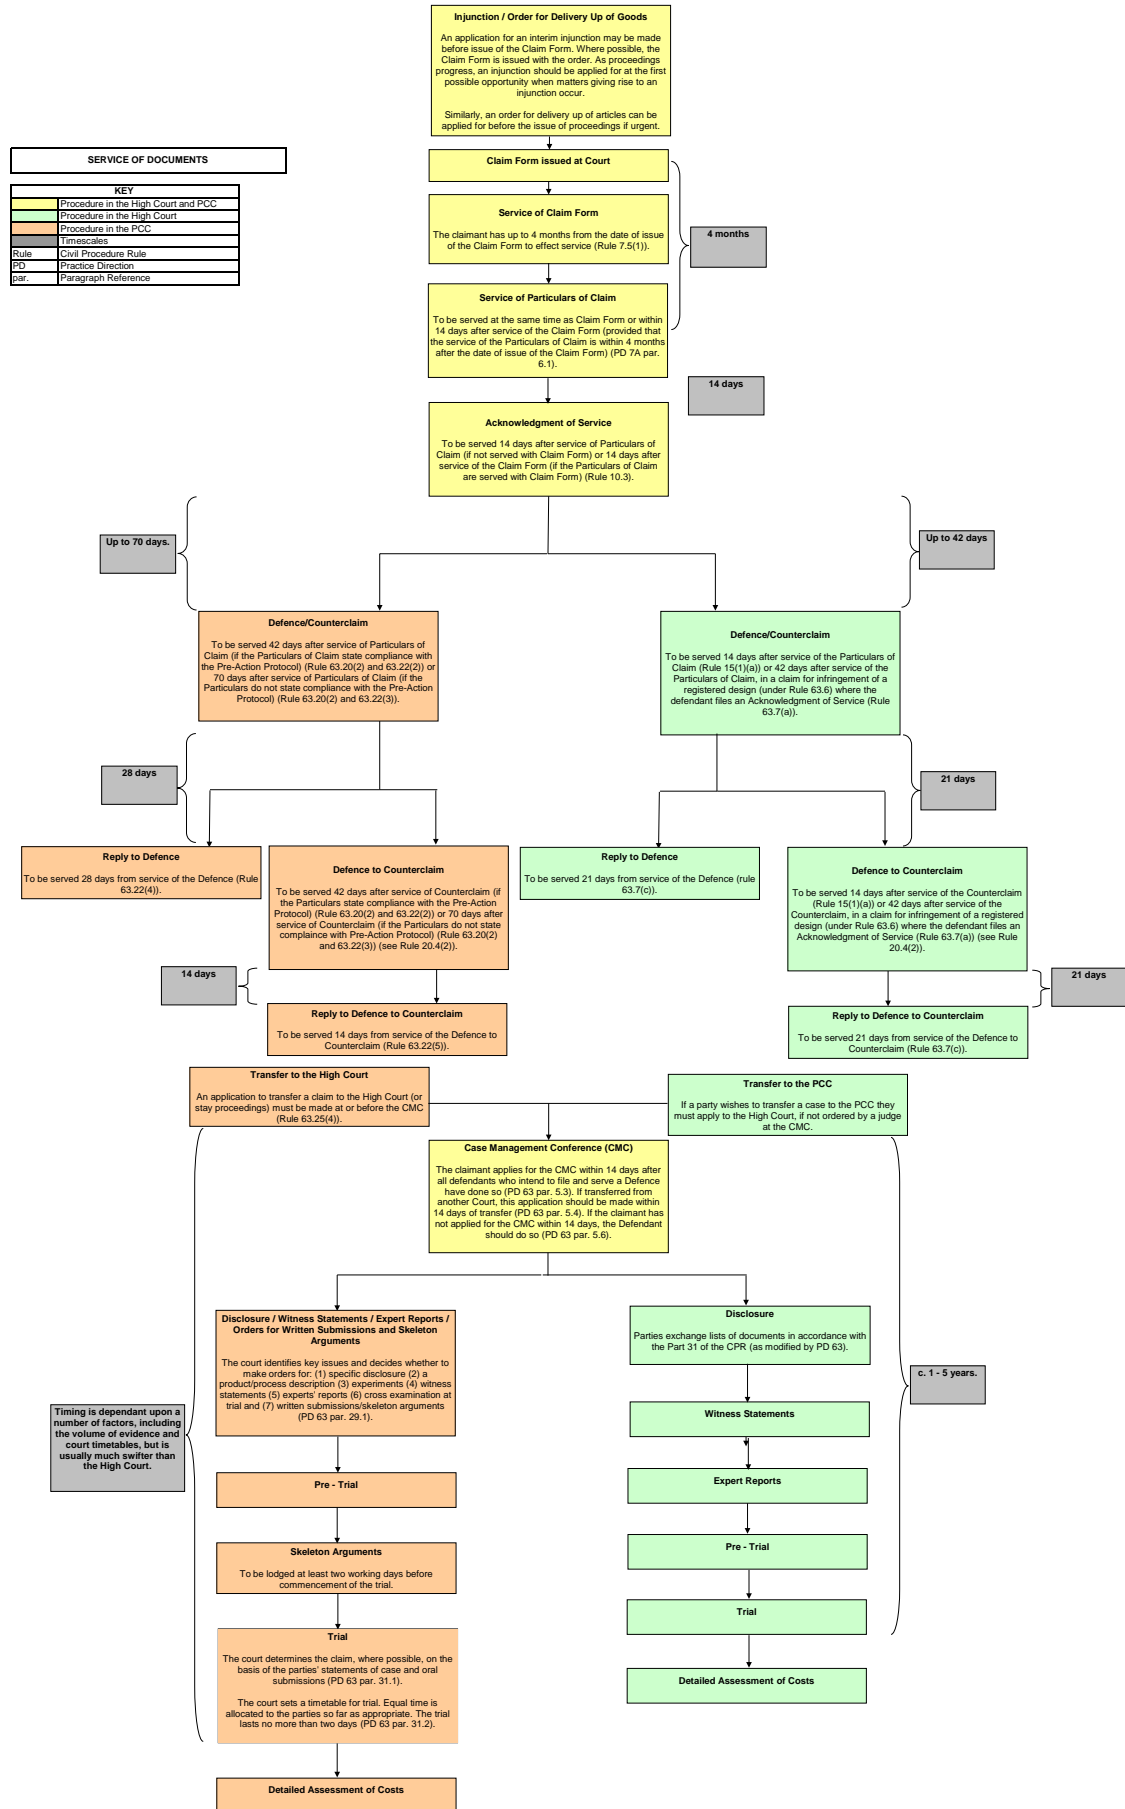 Injunction / Order for Delivery Up of Goods
An application for an interim injunction may be made
before issue of the Claim Form. Where possible, the
Claim Form is issued with the order. As proceedings
progress, an injunction should be applied for at the first
possible opportunity when matters giving rise to an
injunction occur.
Similarly, an order for delivery up of articles can be
applied for before the issue of proceedings if urgent.
SERVICE OF DOCUMENTS
KEY
Procedure in the High Court and PCC
Procedure in the High Court
Procedure in the PCC
Timescales
Rule Civil Procedure Rule
PD Practice Direction
par. Paragraph Reference
Claim Form issued at Court
Service of Claim Form
The claimant has up to 4 months from the date of issue
of the Claim Form to effect service (Rule 7.5(1)).
4 months
Service of Particulars of Claim
To be served at the same time as Claim Form or within
14 days after service of the Claim Form (provided that
the service of the Particulars of Claim is within 4 months
after the date of issue of the Claim Form) (PD 7A par.
6.1).
14 days
Acknowledgment of Service
To be served 14 days after service of Particulars of
Claim (if not served with Claim Form) or 14 days after
service of the Claim Form (if the Particulars of Claim
are served with Claim Form) (Rule 10.3).
Up to 70 days.
Up to 42 days
Defence/Counterclaim
To be served 42 days after service of Particulars of
Claim (if the Particulars of Claim state compliance with
the Pre-Action Protocol) (Rule 63.20(2) and 63.22(2)) or
70 days after service of Particulars of Claim (if the
Particulars do not state compliance with the Pre-Action
Protocol) (Rule 63.20(2) and 63.22(3)).
Defence/Counterclaim
To be served 14 days after service of the Particulars of
Claim (Rule 15(1)(a)) or 42 days after service of the
Particulars of Claim, in a claim for infringement of a
registered design (under Rule 63.6) where the
defendant files an Acknowledgment of Service (Rule
63.7(a)).
28 days
21 days
Reply to Defence
To be served 28 days from service of the Defence (Rule
63.22(4)).
Defence to Counterclaim
To be served 42 days after service of Counterclaim (if
the Particulars state compliance with the Pre-Action
Protocol) (Rule 63.20(2) and 63.22(2)) or 70 days after
service of Counterclaim (if the Particulars do not state
complaince with Pre-Action Protocol) (Rule 63.20(2)
and 63.22(3)) (see Rule 20.4(2)).
Reply to Defence
To be served 21 days from service of the Defence (rule
63.7(c)).
Defence to Counterclaim
To be served 14 days after service of the Counterclaim
(Rule 15(1)(a)) or 42 days after service of the
Counterclaim, in a claim for infringement of a registered
design (under Rule 63.6) where the defendant files an
Acknowledgment of Service (Rule 63.7(a)) (see Rule
20.4(2)).
14 days
21 days
Reply to Defence to Counterclaim
To be served 14 days from service of the Defence to
Counterclaim (Rule 63.22(5)).
Reply to Defence to Counterclaim
To be served 21 days from service of the Defence to
Counterclaim (Rule 63.7(c)).
Transfer to the High Court
An application to transfer a claim to the High Court (or
stay proceedings) must be made at or before the CMC
(Rule 63.25(4)).
Transfer to the PCC
If a party wishes to transfer a case to the PCC they
must apply to the High Court, if not ordered by a judge
at the CMC.
Case Management Conference (CMC)
The claimant applies for the CMC within 14 days after
all defendants who intend to file and serve a Defence
have done so (PD 63 par. 5.3). If transferred from
another Court, this application should be made within
14 days of transfer (PD 63 par. 5.4). If the claimant has
not applied for the CMC within 14 days, the Defendant
should do so (PD 63 par. 5.6).
Disclosure / Witness Statements / Expert Reports /
Orders for Written Submissions and Skeleton
Arguments
The court identifies key issues and decides whether to
make orders for: (1) specific disclosure (2) a
product/process description (3) experiments (4) witness
statements (5) experts' reports (6) cross examination at
trial and (7) written submissions/skeleton arguments
(PD 63 par. 29.1).
Disclosure
Parties exchange lists of documents in accordance with
the Part 31 of the CPR (as modified by PD 63).
c. 1 - 5 years.
Timing is dependant upon a
number of factors, including
the volume of evidence and
court timetables, but is
usually much swifter than
the High Court.
Witness Statements
Expert Reports
Pre - Trial
Pre - Trial
Skeleton Arguments
To be lodged at least two working days before
commencement of the trial.
Trial
Trial
The court determines the claim, where possible, on the
basis of the parties' statements of case and oral
submissions (PD 63 par. 31.1).
The court sets a timetable for trial. Equal time is
allocated to the parties so far as appropriate. The trial
lasts no more than two days (PD 63 par. 31.2).
Detailed Assessment of Costs
Detailed Assessment of Costs